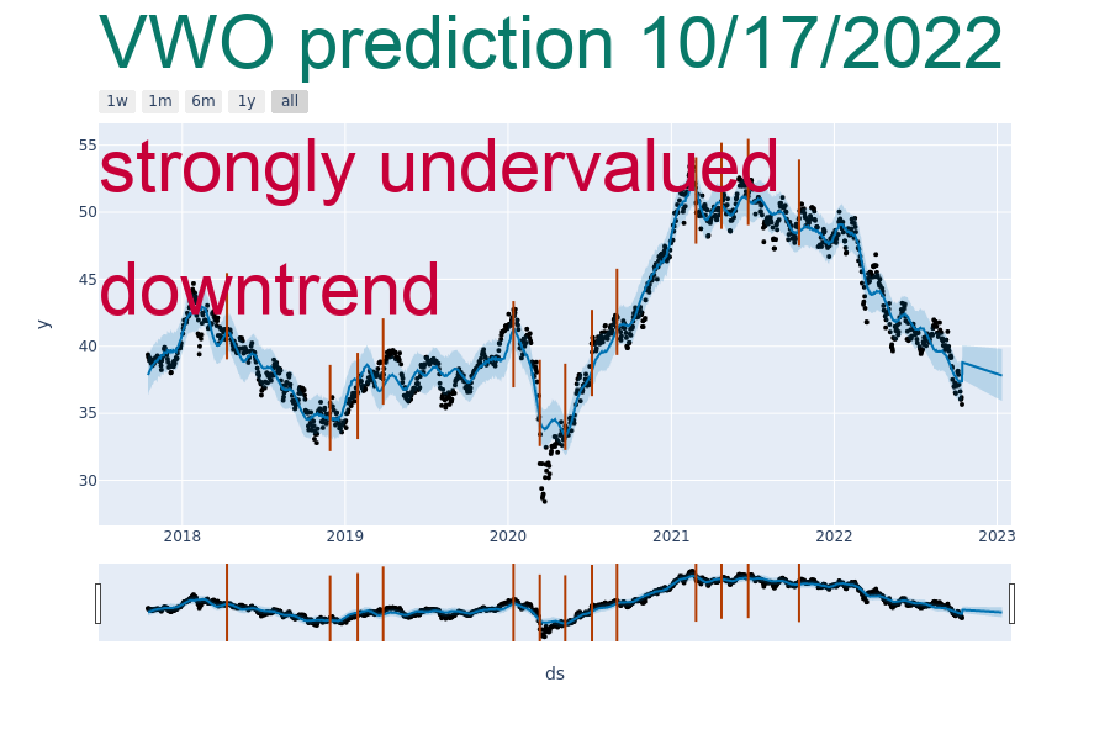 VWO prediction 10/17/2022
1w 1m 6m 1y all
strongly undervalued
downtrend
55
50
45
40
35
30
y
2018 2019 2020 2021 2022 2023
ds